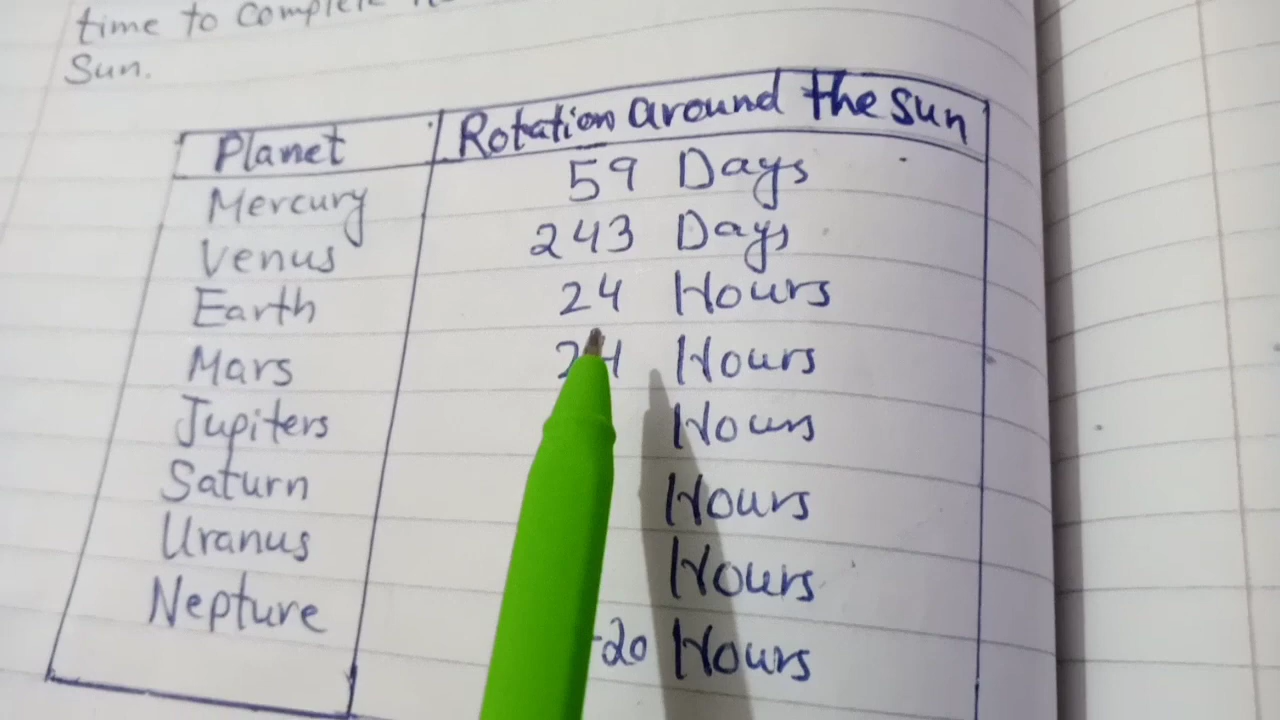 time to complete
Sun.
Planet Rotation around the sun
Mercury 59 Days
Venus 243 Days
Earth 24 Hours
Mars Hours
Jupiters Hours
Saturn Hours
Uranus Hours
Nepture 20 Hours